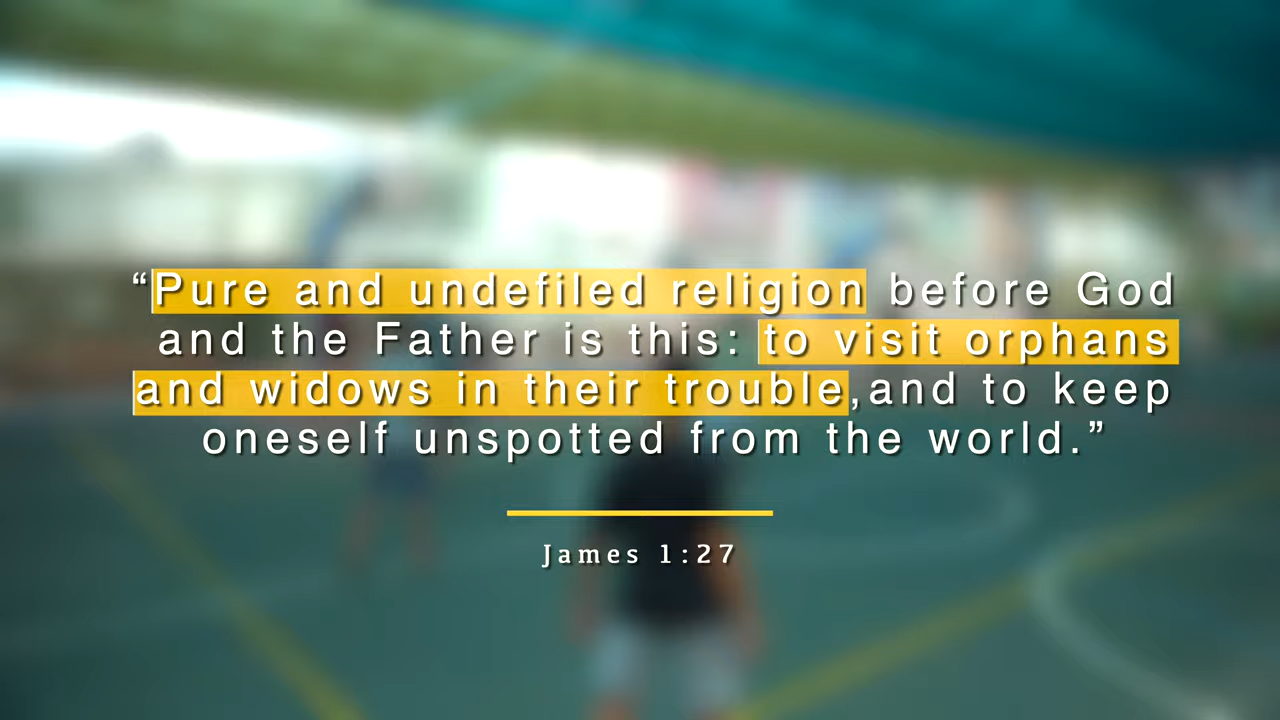 “Pure and undefiled religion before God
and the Father is this: to visit orphans
and widows in their trouble,and to keep
oneself unspotted from the world.”
James 1:27